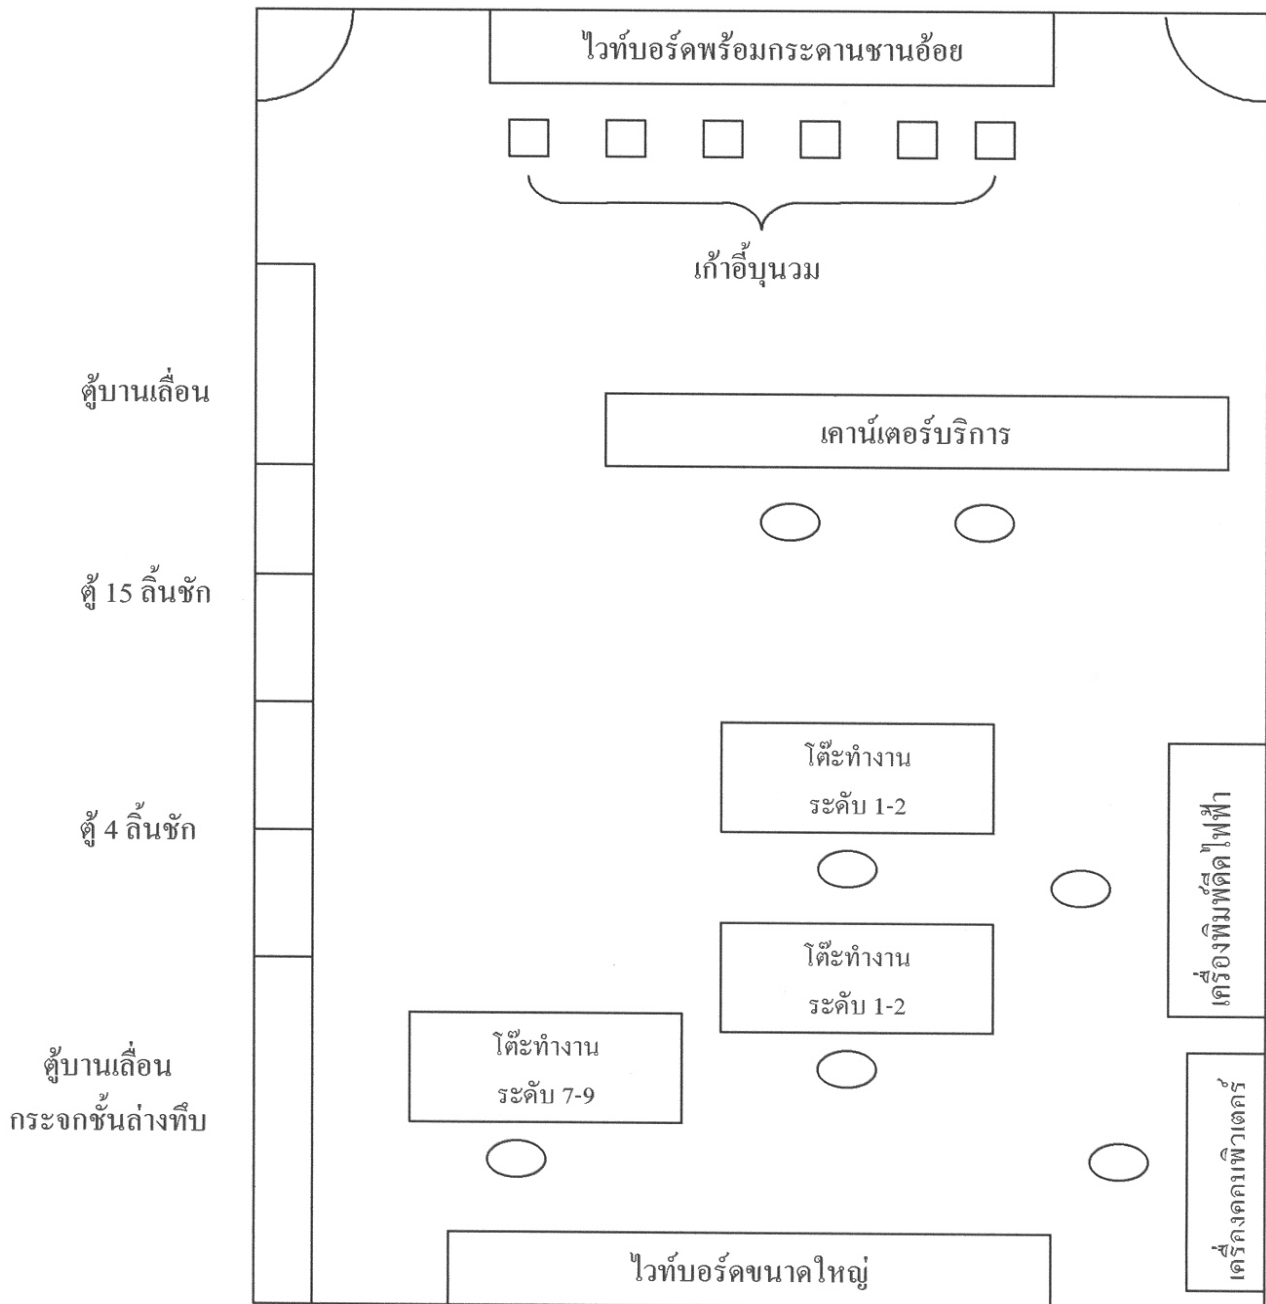 ไวท์บอร์ดพร้อมกระดานชานอ้อย
เก้าอี้บุนวม
ตู้บานเลื่อน
เคาน์เตอร์บริการ
ตู้ 15 ลิ้นชัก
โต๊ะทำงาน
ระดับ 1-2
ตู้ 4 ลิ้นชัก
เครื่องพิมพ์ดีดไฟฟ้า
โต๊ะทำงาน
ระดับ 1-2
โต๊ะทำงาน
ระดับ 7-9
ตู้บานเลื่อน
กระจกชั้นล่างทึบ
เครื่องคอมพิวเตอร์
ไวท์บอร์ดขนาดใหญ่